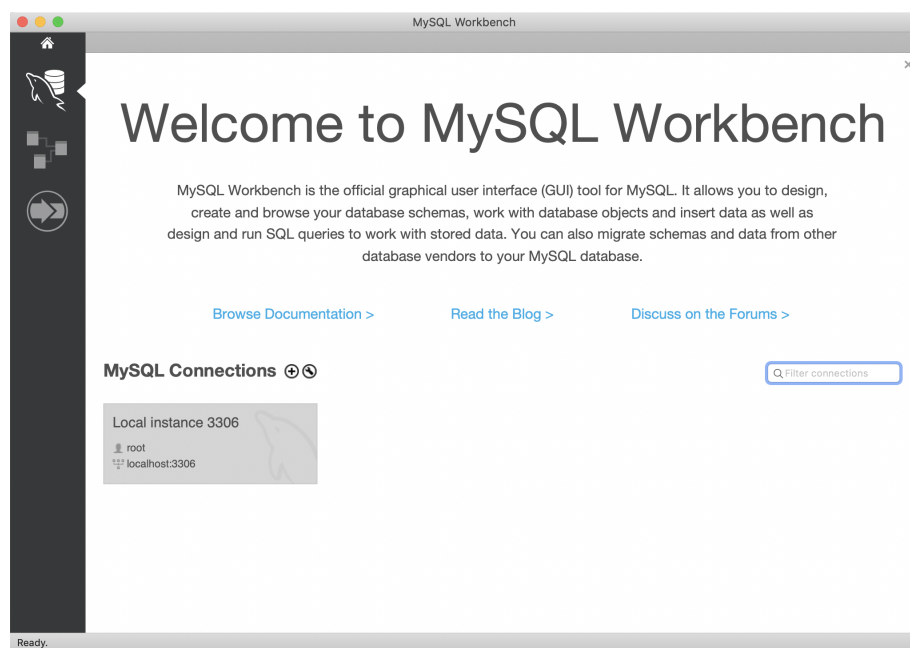 MySQL Workbench
Welcome to MySQL Workbench
MySQL Workbench is the official graphical user interface (GUI) tool for MySQL. It allows you to design,
create and browse your database schemas, work with database objects and insert data as well as
design and run SQL queries to work with stored data. You can also migrate schemas and data from other
database vendors to your MySQL database.
Browse Documentation > Read the Blog > Discuss on the Forums >
MySQL Connections
Filter connections
Local instance 3306
root
localhost:3306
Ready.